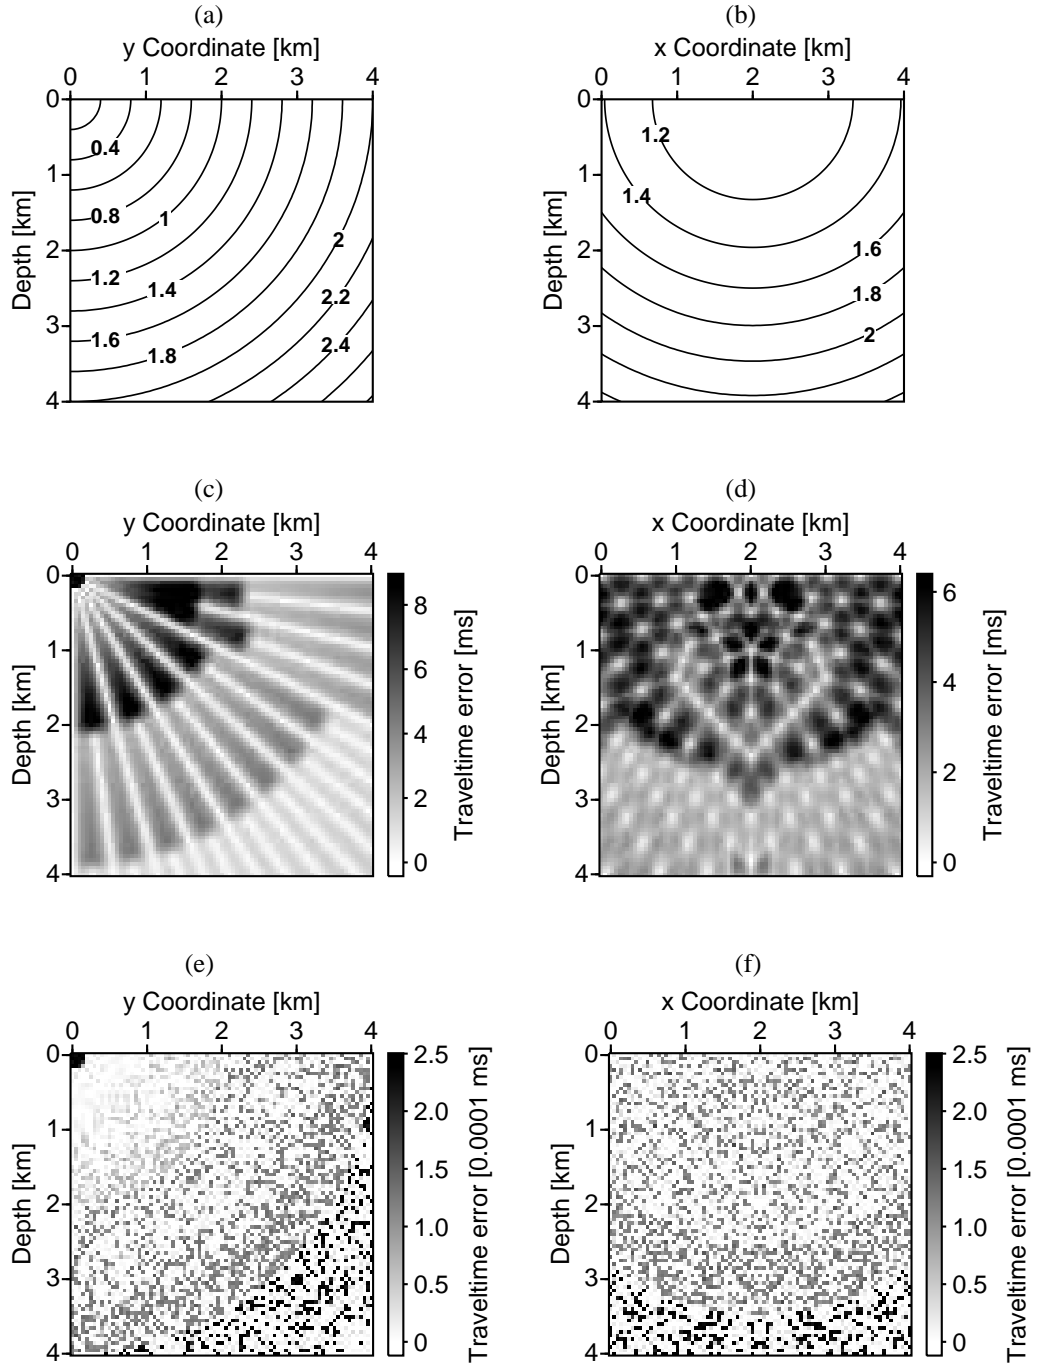 (a)
y Coordinate [km]
0 1 2 3 4
0
1
2
3
4
Depth [km]
0.4
0.8
1
1.2
1.4
1.6
1.8
2
2.2
2.4
(b)
x Coordinate [km]
0 1 2 3 4
0
1
2
3
4
Depth [km]
1.2
1.4
1.6
1.8
2
(c)
y Coordinate [km]
0 1 2 3 4
0
1
2
3
4
Depth [km]
8
6
4
2
0
Traveltime error [ms]
(d)
x Coordinate [km]
0 1 2 3 4
0
1
2
3
4
Depth [km]
6
4
2
0
Traveltime error [ms]
(e)
y Coordinate [km]
0 1 2 3 4
0
1
2
3
4
Depth [km]
2.5
2.0
1.5
1.0
0.5
0
Traveltime error [0.0001 ms]
(f)
x Coordinate [km]
0 1 2 3 4
0
1
2
3
4
Depth [km]
2.5
2.0
1.5
1.0
0.5
0
Traveltime error [0.0001 ms]